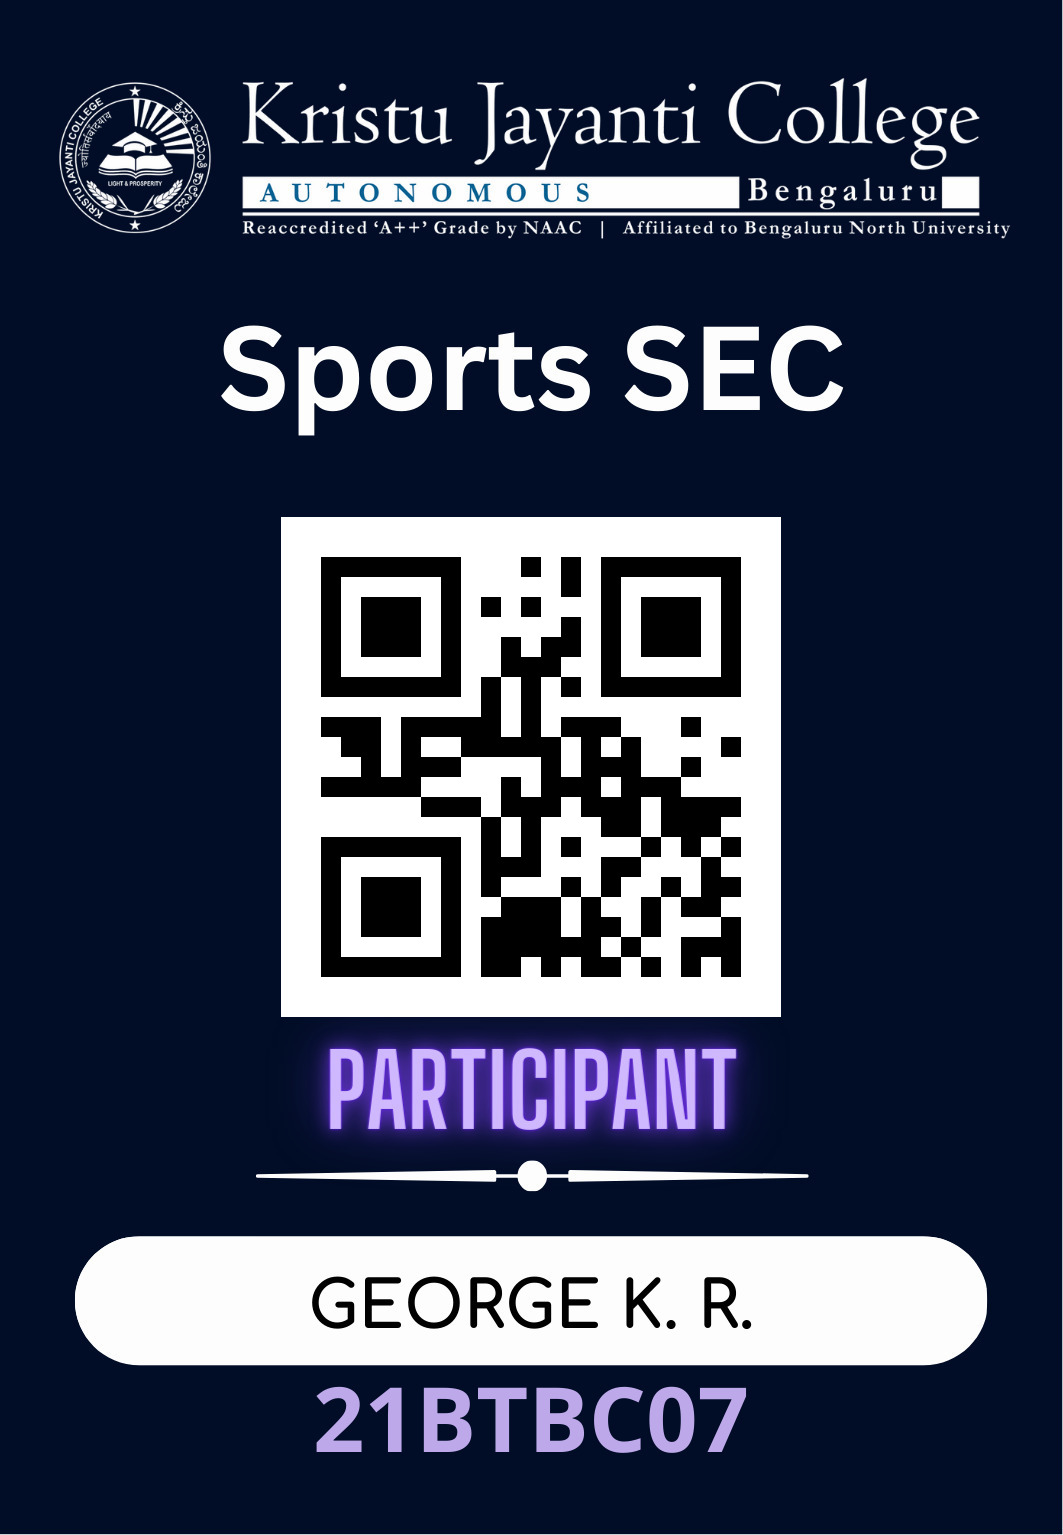 KRISTU JAYANTI COLLEGE
ज्योतिसंवाद्याय
ಕ್ರಿಸ್ತು ಜಯಂತಿ ಕಾಲೇಜು
LIGHT & PROSPERITY
Kristu Jayanti College
AUTONOMOUS Bengaluru
Reaccredited ‘A++’ Grade by NAAC | Affiliated to Bengaluru North University
Sports SEC
PARTICIPANT
GEORGE K. R.
21BTBC07